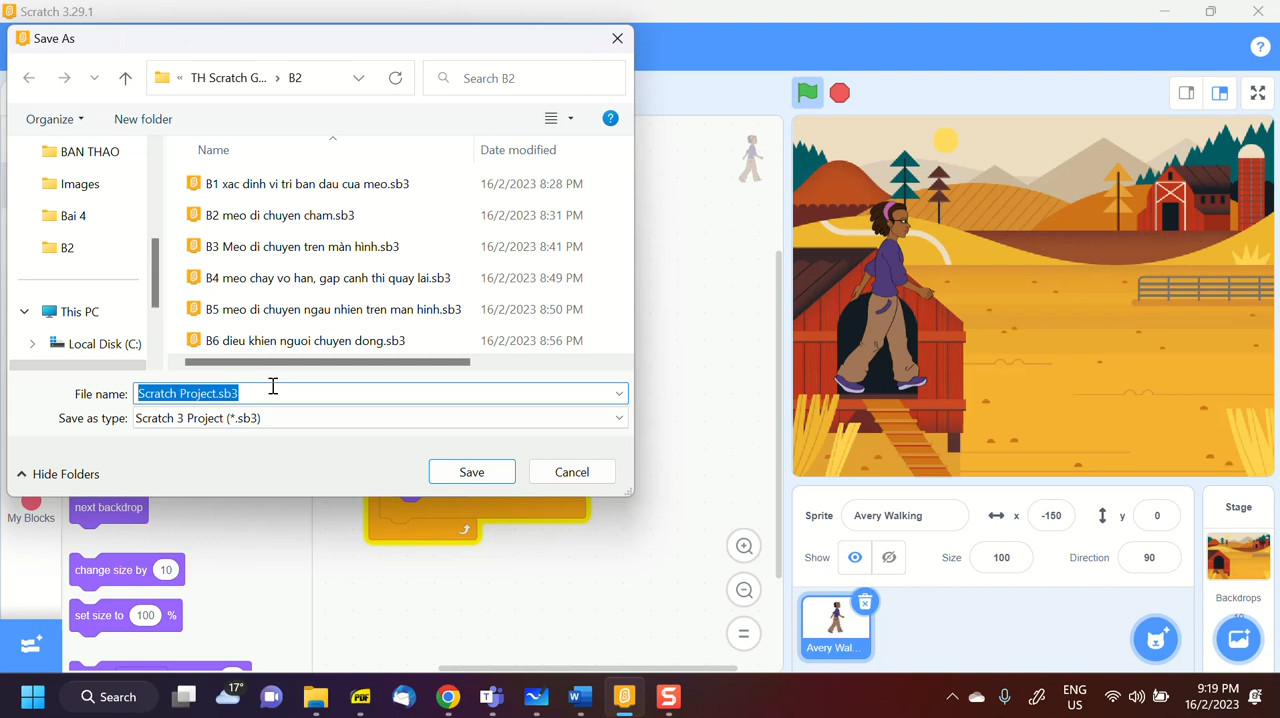 Scratch 3.29.1
Save As
« TH Scratch G... › B2
Search B2
Organize
New folder
Name
Date modified
BAN THAO
Images
Bai 4
B2
This PC
Local Disk (C:)
B1 xac dinh vi tri ban dau cua meo.sb3 16/2/2023 8:28 PM
B2 meo di chuyen cham.sb3 16/2/2023 8:31 PM
B3 Meo di chuyen tren màn hình.sb3 16/2/2023 8:41 PM
B4 meo chay vo han, gap canh thi quay lai.sb3 16/2/2023 8:49 PM
B5 meo di chuyen ngau nhien tren man hinh.sb3 16/2/2023 8:50 PM
B6 dieu khien nguoi chuyen dong.sb3 16/2/2023 8:56 PM
File name: Scratch Project.sb3
Save as type: Scratch 3 Project (*.sb3)
Hide Folders
Save
Cancel
My Blocks
next backdrop
change size by 10
set size to 100 %
Sprite Avery Walking x -150 y 0
Show Size 100 Direction 90
Avery Wal...
Stage
Backdrops
Search
17°
PDF
ENG
US
9:19 PM
16/2/2023